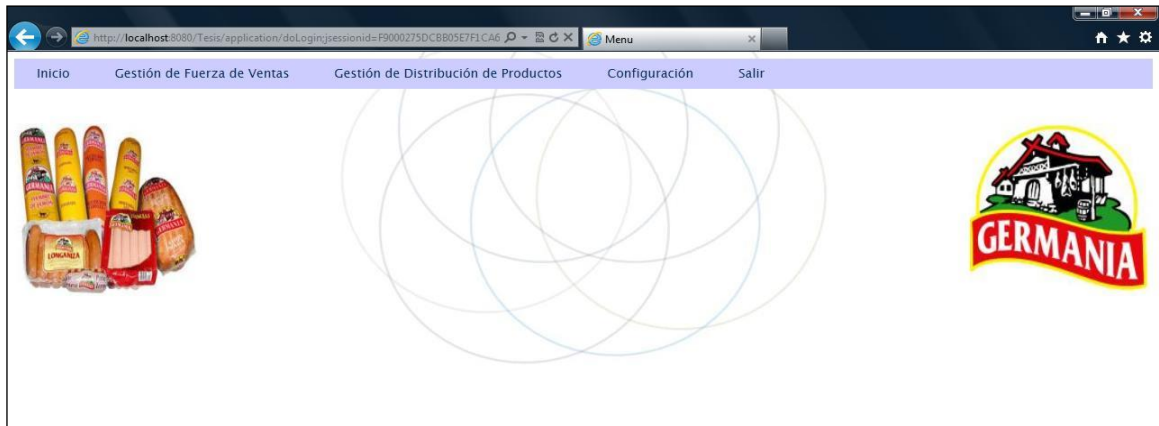 http://localhost:8080/Tesis/application/doLogin;jsessionid=F9000275DCBB05E7F1CA6
Menu
Inicio Gestión de Fuerza de Ventas Gestión de Distribución de Productos Configuración Salir
GERMANIA
LONGANIZA
GERMANIA